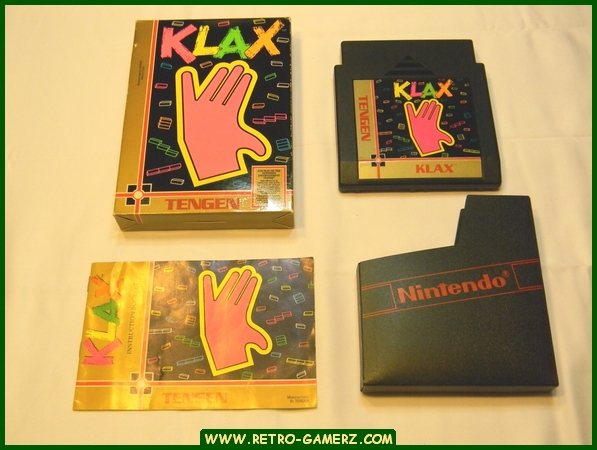 KLAX
TENGEN
KLAX
TENGEN
KLAX
KLAX
INSTRUCTION
TENGEN
Nintendo®
WWW.RETRO-GAMERZ.COM